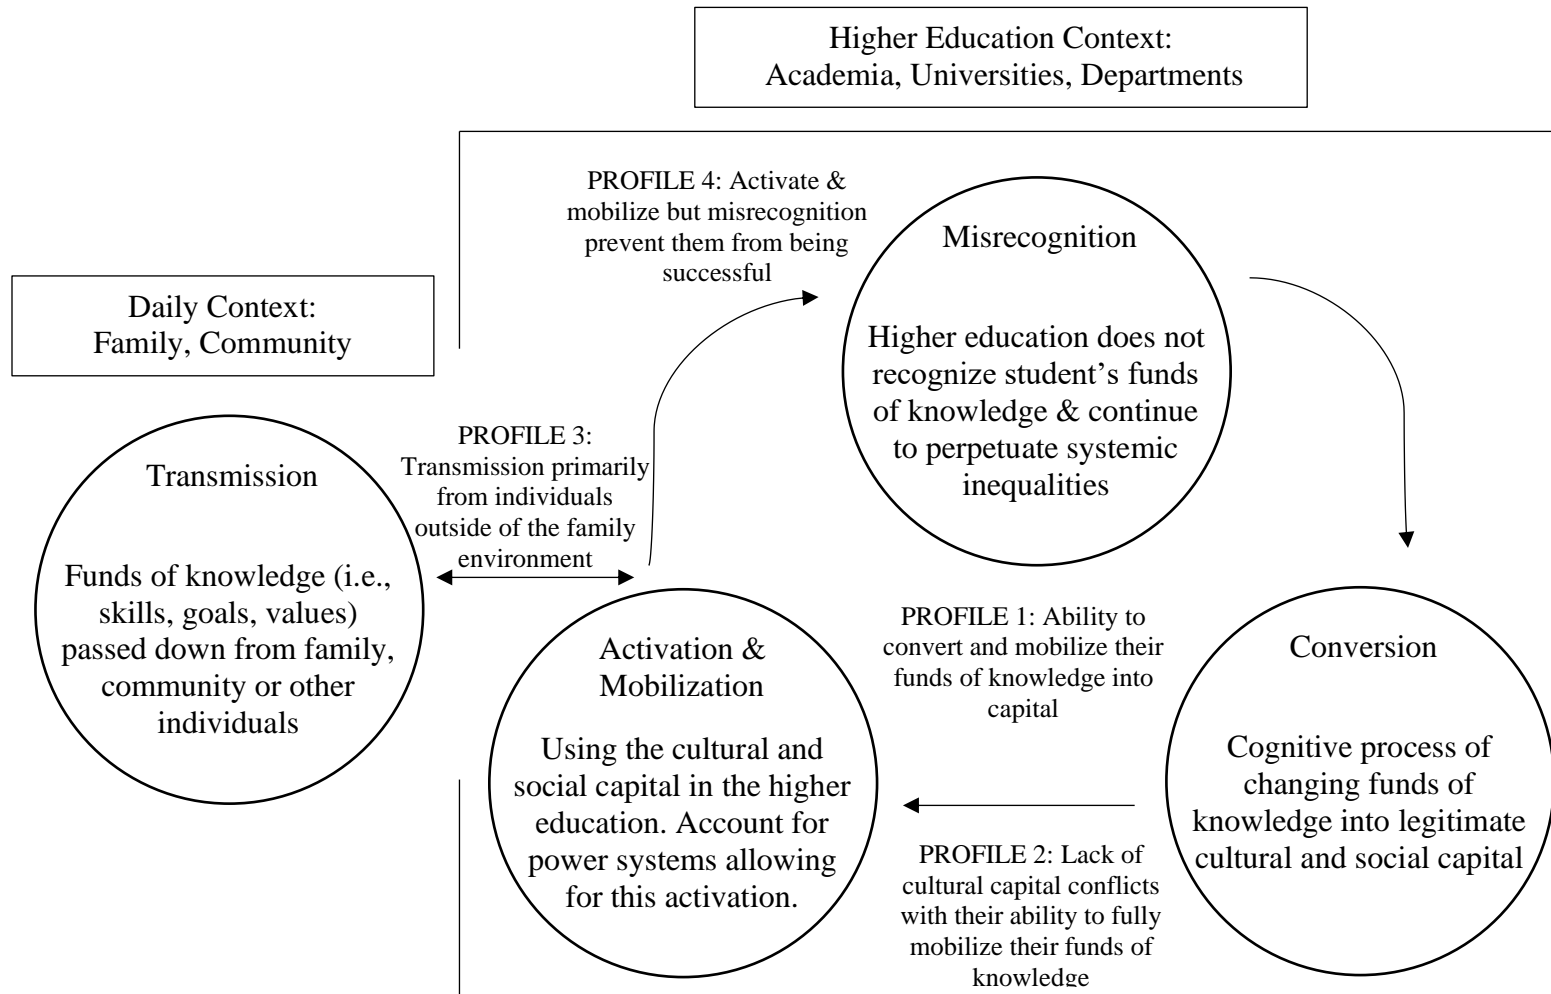 Higher Education Context:
Academia, Universities, Departments
Daily Context:
Family, Community
Transmission
Funds of knowledge (i.e.,
skills, goals, values)
passed down from family,
community or other
individuals
PROFILE 3:
Transmission primarily
from individuals
outside of the family
environment
PROFILE 4: Activate &
mobilize but misrecognition
prevent them from being
successful
Misrecognition
Higher education does not
recognize student’s funds
of knowledge & continue
to perpetuate systemic
inequalities
Activation &
Mobilization
Using the cultural and
social capital in the higher
education. Account for
power systems allowing
for this activation.
PROFILE 1: Ability to
convert and mobilize their
funds of knowledge into
capital
PROFILE 2: Lack of
cultural capital conflicts
with their ability to fully
mobilize their funds of
knowledge
Conversion
Cognitive process of
changing funds of
knowledge into legitimate
cultural and social capital